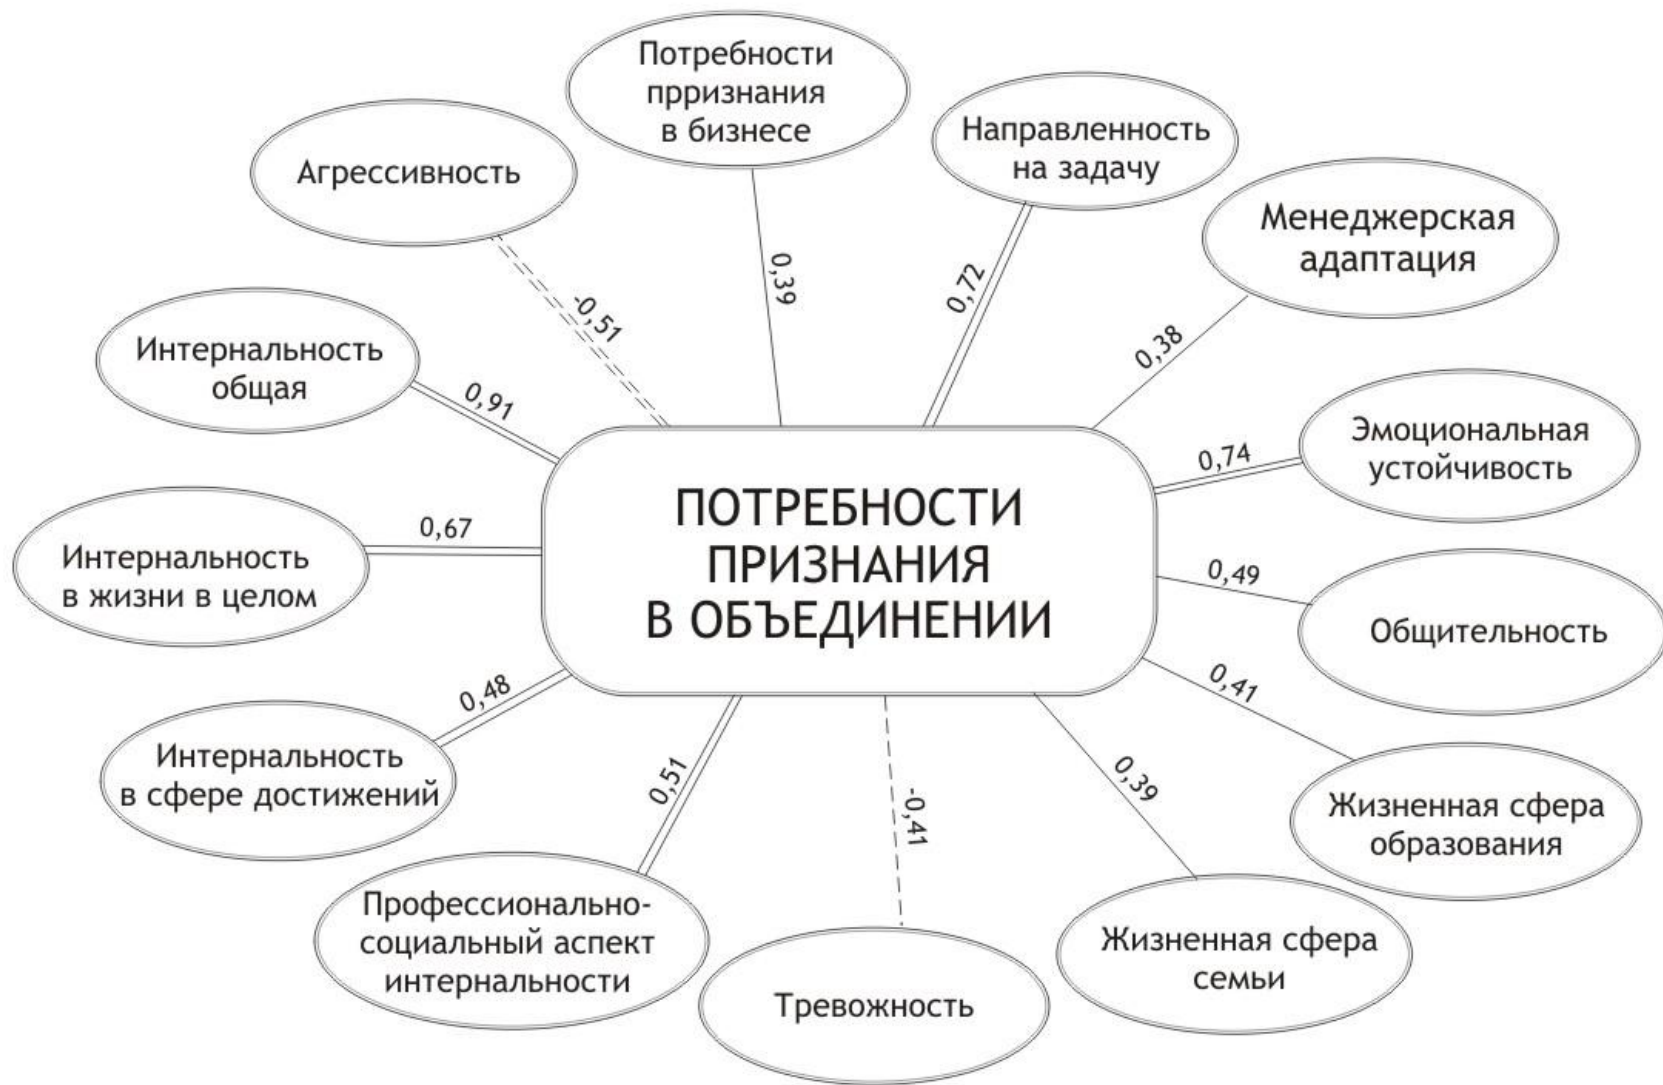 Потребности
прризнания
в бизнесе
Направленность
на задачу
Агрессивность
Менеджерская
адаптация
0,39
0,72
-0,51
0,38
Интернальность
общая
0,91
Эмоциональная
устойчивость
0,74
ПОТРЕБНОСТИ
ПРИЗНАНИЯ
В ОБЪЕДИНЕНИИ
0,67
Интернальность
в жизни в целом
0,49
Общительность
0,48
0,41
Интернальность
в сфере достижений
0,51
-0,41
0,39
Жизненная сфера
образования
Профессионально-
социальный аспект
интернальности
Жизненная сфера
семьи
Тревожность